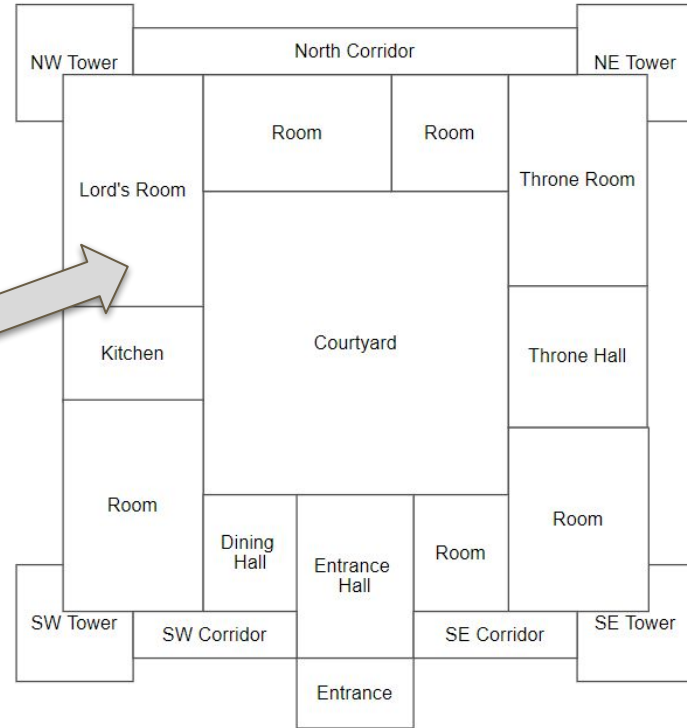 North Corridor
NW Tower
NE Tower
Room
Room
Lord's Room
Throne Room
Kitchen
Courtyard
Throne Hall
Room
Dining
Hall
Entrance
Hall
Room
Room
SW Tower
SW Corridor
SE Corridor
SE Tower
Entrance